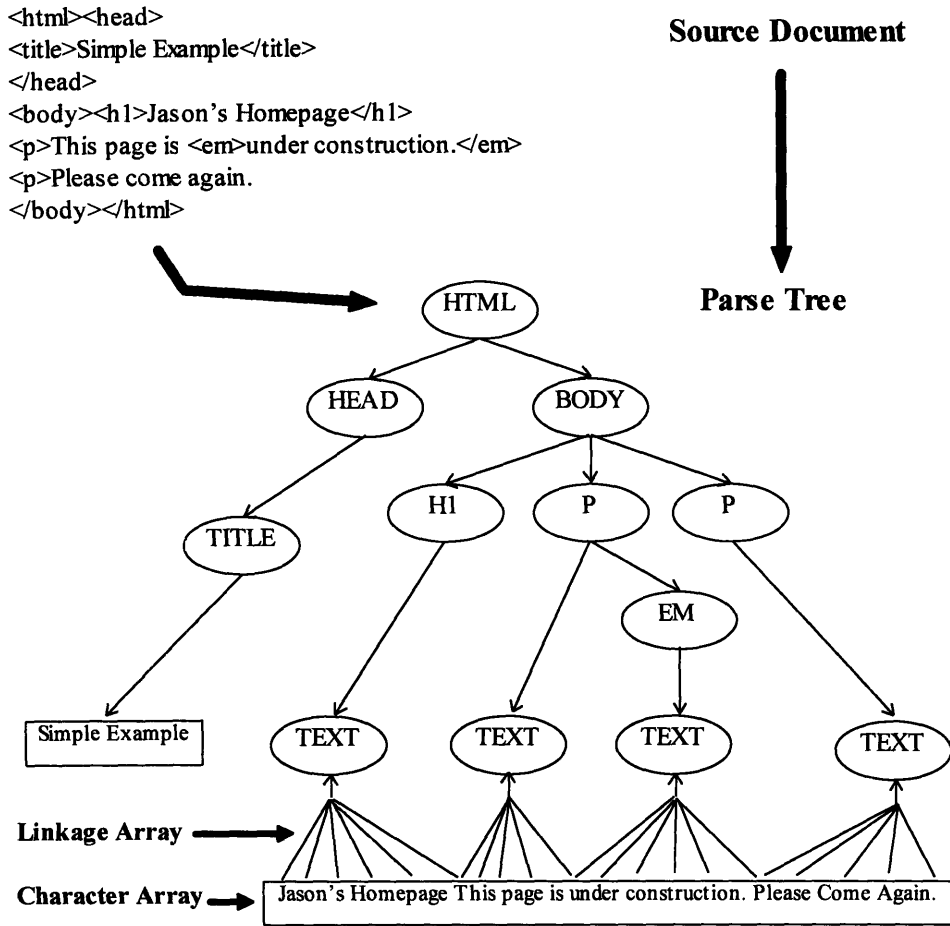 <html><head>
<title>Simple Example</title>
</head>
<body><h1>Jason's Homepage</h1>
<p>This page is <em>under construction.</em>
<p>Please come again.
</body></html>
Source Document
Parse Tree
HTML
HEAD
BODY
H1
P
P
TITLE
EM
Simple Example
TEXT
TEXT
TEXT
TEXT
Linkage Array
Character Array
Jason's Homepage This page is under construction. Please Come Again.